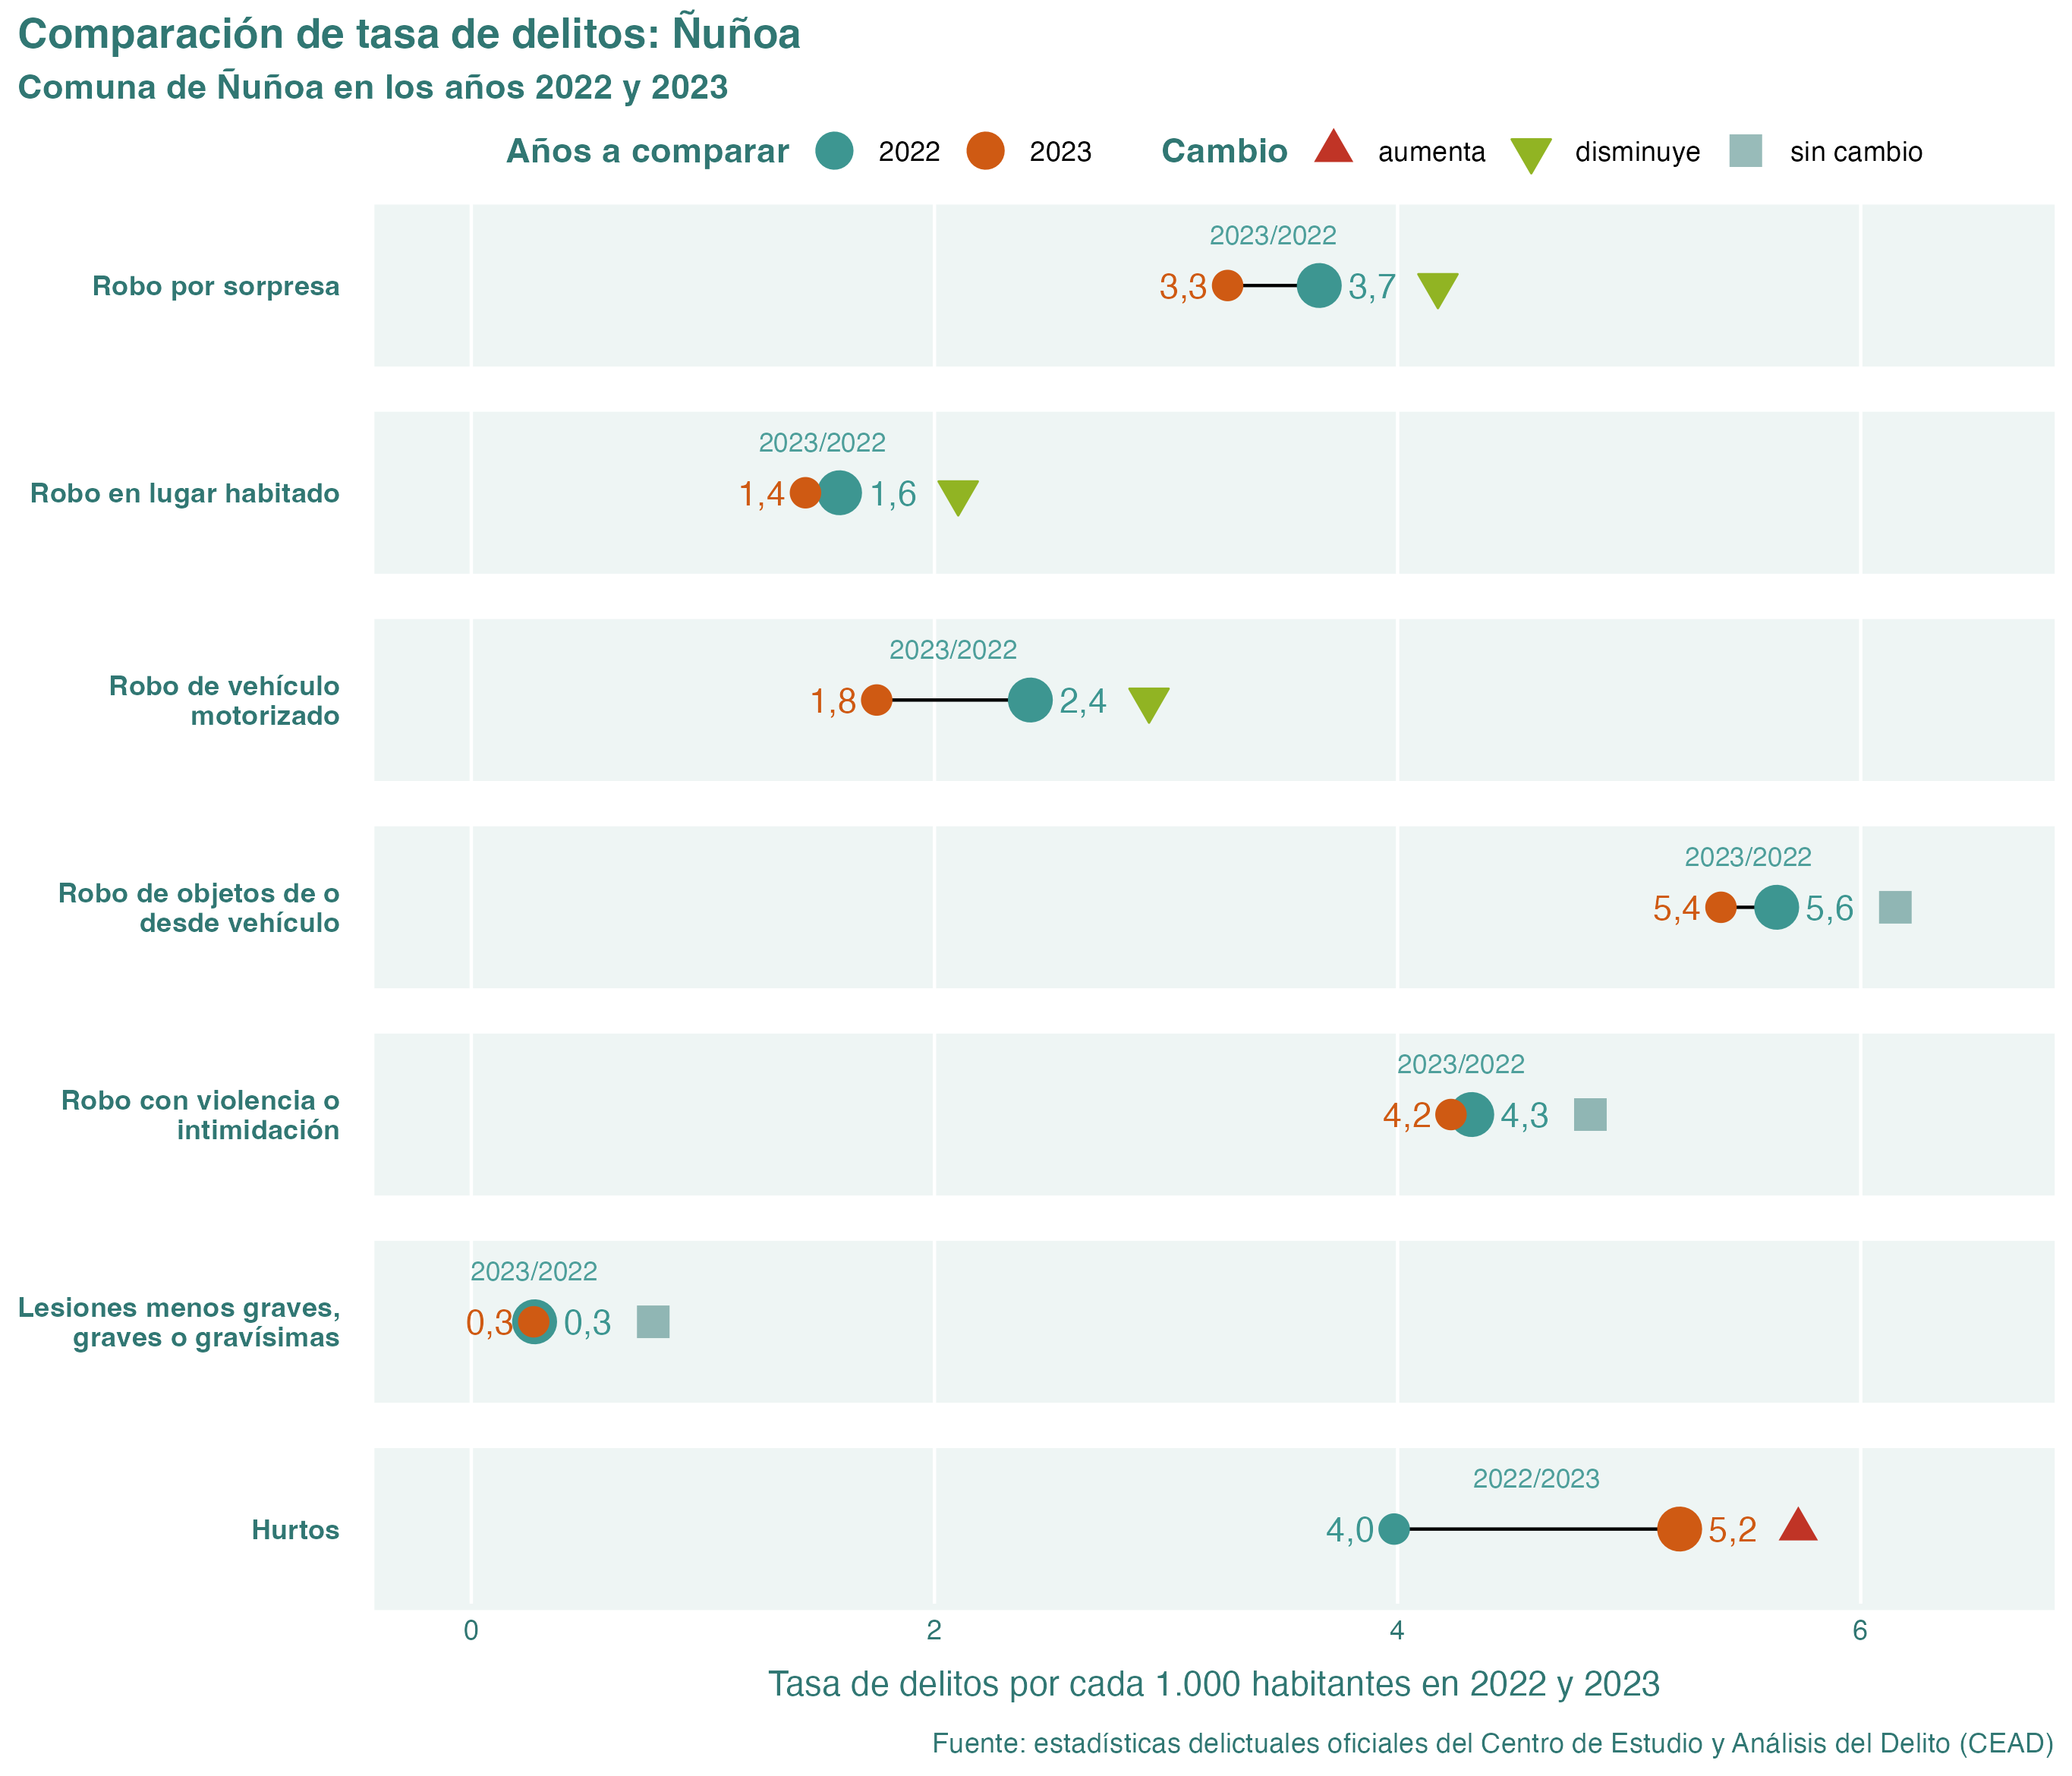 Comparación de tasa de delitos: Ñuñoa
Comuna de Ñuñoa en los años 2022 y 2023
Años a comparar 2022 2023 Cambio aumenta disminuye sin cambio
2023/2022
Robo por sorpresa 3,3 3,7
2023/2022
Robo en lugar habitado 1,4 1,6
2023/2022
Robo de vehículo
motorizado
1,8 2,4
2023/2022
Robo de objetos de o
desde vehículo
5,4 5,6
2023/2022
Robo con violencia o
intimidación
4,2 4,3
2023/2022
Lesiones menos graves,
graves o gravísimas
0,3 0,3
2022/2023
Hurtos 4,0 5,2
0 2 4 6
Tasa de delitos por cada 1.000 habitantes en 2022 y 2023
Fuente: estadísticas delictuales oficiales del Centro de Estudio y Análisis del Delito (CEAD)